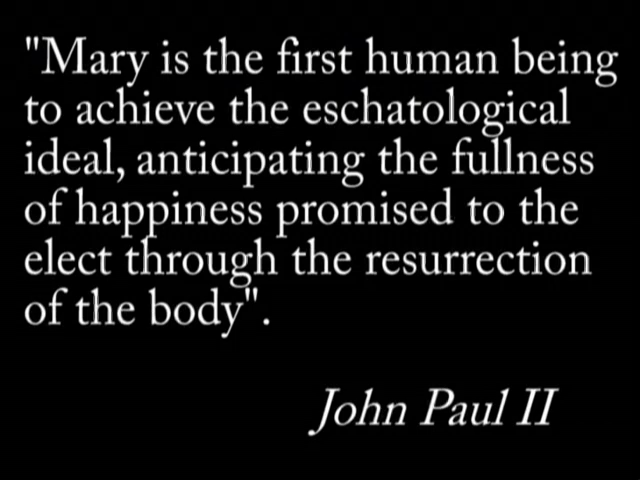 "Mary is the first human being
to achieve the eschatological
ideal, anticipating the fullness
of happiness promised to the
elect through the resurrection
of the body".
John Paul II